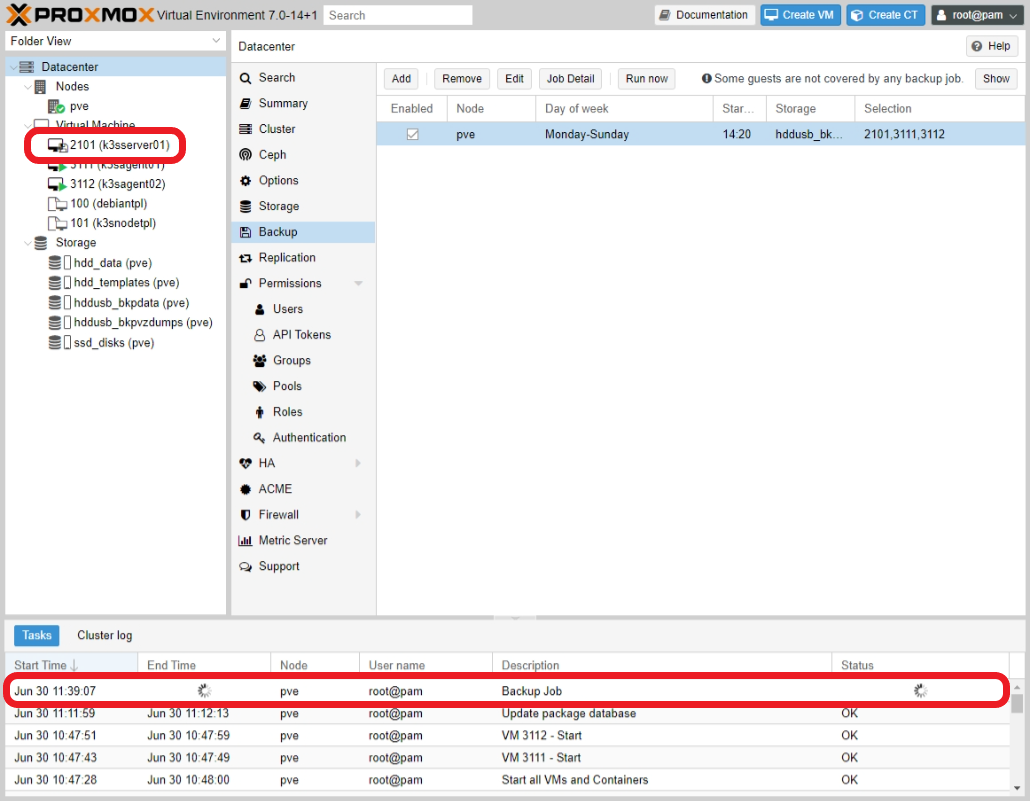 PROXMOX Virtual Environment 7.0-14+1 Search Documentation Create VM Create CT root@pam
Folder View
Datacenter
Nodes
pve
Virtual Machine
2101 (k3sserver01)
3111 (k3sagent01)
3112 (k3sagent02)
100 (debiantpl)
101 (k3snodetpl)
Storage
hdd_data (pve)
hdd_templates (pve)
hddusb_bkpdata (pve)
hddusb_bkpvzdumps (pve)
ssd_disks (pve)
Datacenter Help
Search
Summary
Cluster
Ceph
Options
Storage
Backup
Replication
Permissions
Users
API Tokens
Groups
Pools
Roles
Authentication
HA
ACME
Firewall
Metric Server
Support
Add Remove Edit Job Detail Run now Some guests are not covered by any backup job. Show
Enabled Node Day of week Star... Storage Selection
pve Monday-Sunday 14:20 hddusb_bk... 2101,3111,3112
Tasks Cluster log
Start Time End Time Node User name Description Status
Jun 30 11:39:07 pve root@pam Backup Job
Jun 30 11:11:59 Jun 30 11:12:13 pve root@pam Update package database OK
Jun 30 10:47:51 Jun 30 10:47:59 pve root@pam VM 3112 - Start OK
Jun 30 10:47:43 Jun 30 10:47:49 pve root@pam VM 3111 - Start OK
Jun 30 10:47:28 Jun 30 10:48:00 pve root@pam Start all VMs and Containers OK